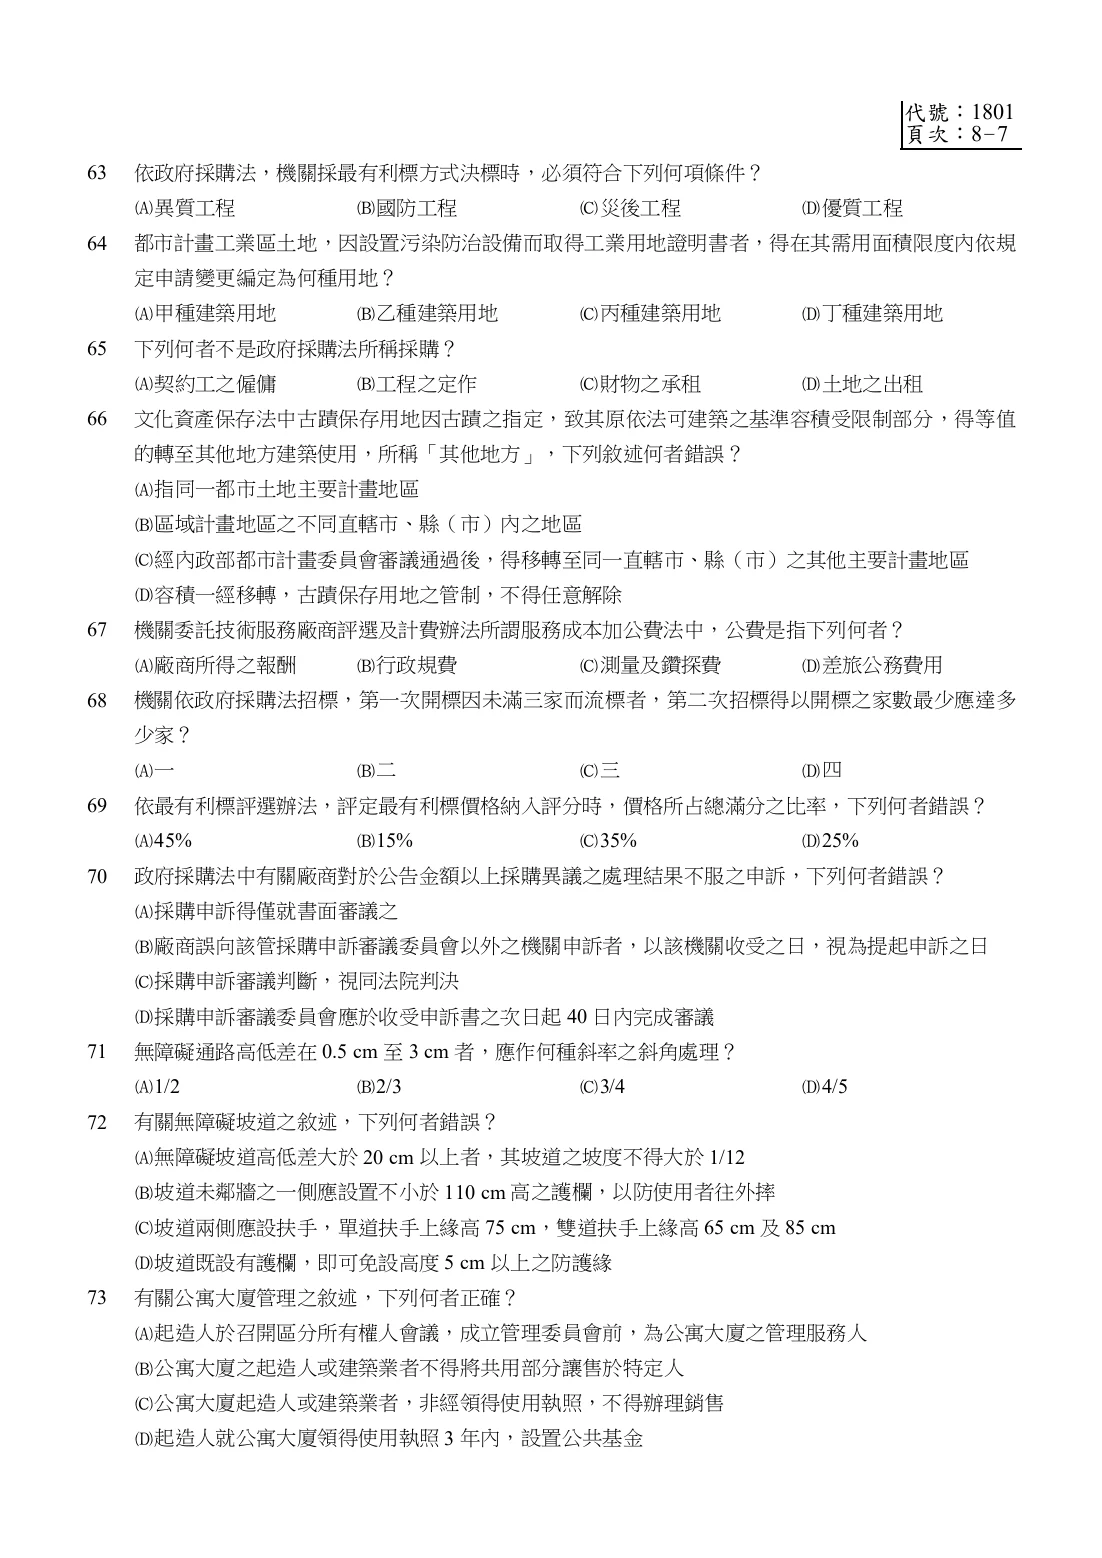 代號：1801
頁次：8－7
63 依政府採購法，機關採最有利標方式決標時，必須符合下列何項條件？
(A)異質工程 (B)國防工程 (C)災後工程 (D)優質工程
64 都市計畫工業區土地，因設置污染防治設備而取得工業用地證明書者，得在其需用面積限度內依規
定申請變更編定為何種用地？
(A)甲種建築用地 (B)乙種建築用地 (C)丙種建築用地 (D)丁種建築用地
65 下列何者不是政府採購法所稱採購？
(A)契約工之僱傭 (B)工程之定作 (C)財物之承租 (D)土地之出租
66 文化資產保存法中古蹟保存用地因古蹟之指定，致其原依法可建築之基準容積受限制部分，得等值
的轉至其他地方建築使用，所稱「其他地方」，下列敘述何者錯誤？
(A)指同一都市土地主要計畫地區
(B)區域計畫地區之不同直轄市、縣（市）內之地區
(C)經內政部都市計畫委員會審議通過後，得移轉至同一直轄市、縣（市）之其他主要計畫地區
(D)容積一經移轉，古蹟保存用地之管制，不得任意解除
67 機關委託技術服務廠商評選及計費辦法所謂服務成本加公費法中，公費是指下列何者？
(A)廠商所得之報酬 (B)行政規費 (C)測量及鑽探費 (D)差旅公務費用
68 機關依政府採購法招標，第一次開標因未滿三家而流標者，第二次招標得以開標之家數最少應達多
少家？
(A)一 (B)二 (C)三 (D)四
69 依最有利標評選辦法，評定最有利標價格納入評分時，價格所占總滿分之比率，下列何者錯誤？
(A)45% (B)15% (C)35% (D)25%
70 政府採購法中有關廠商對於公告金額以上採購異議之處理結果不服之申訴，下列何者錯誤？
(A)採購申訴得僅就書面審議之
(B)廠商誤向該管採購申訴審議委員會以外之機關申訴者，以該機關收受之日，視為提起申訴之日
(C)採購申訴審議判斷，視同法院判決
(D)採購申訴審議委員會應於收受申訴書之次日起 40 日內完成審議
71 無障礙通路高低差在 0.5 cm 至 3 cm 者，應作何種斜率之斜角處理？
(A)1/2 (B)2/3 (C)3/4 (D)4/5
72 有關無障礙坡道之敘述，下列何者錯誤？
(A)無障礙坡道高低差大於 20 cm 以上者，其坡道之坡度不得大於 1/12
(B)坡道未鄰牆之一側應設置不小於 110 cm 高之護欄，以防使用者往外摔
(C)坡道兩側應設扶手，單道扶手上緣高 75 cm，雙道扶手上緣高 65 cm 及 85 cm
(D)坡道既設有護欄，即可免設高度 5 cm 以上之防護緣
73 有關公寓大廈管理之敘述，下列何者正確？
(A)起造人於召開區分所有權人會議，成立管理委員會前，為公寓大廈之管理服務人
(B)公寓大廈之起造人或建築業者不得將共用部分讓售於特定人
(C)公寓大廈起造人或建築業者，非經領得使用執照，不得辦理銷售
(D)起造人就公寓大廈領得使用執照 3 年內，設置公共基金